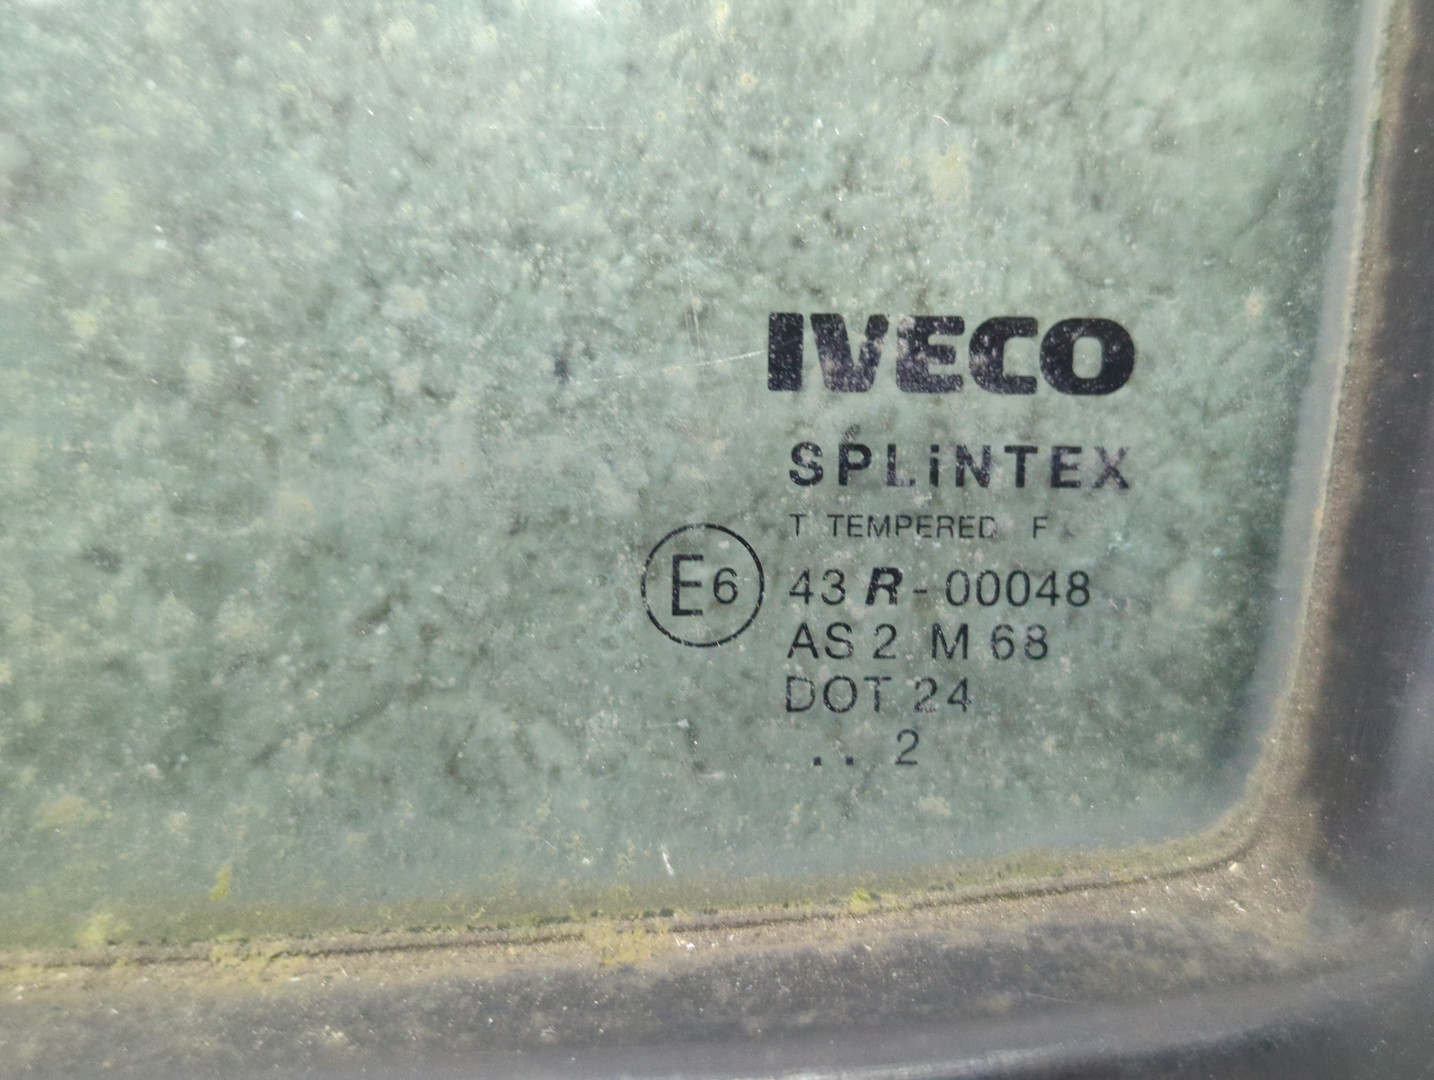 IVECO
SPLiNTEX
T TEMPERED F
E6 43 R-00048
AS 2 M 68
DOT 24
.. 2